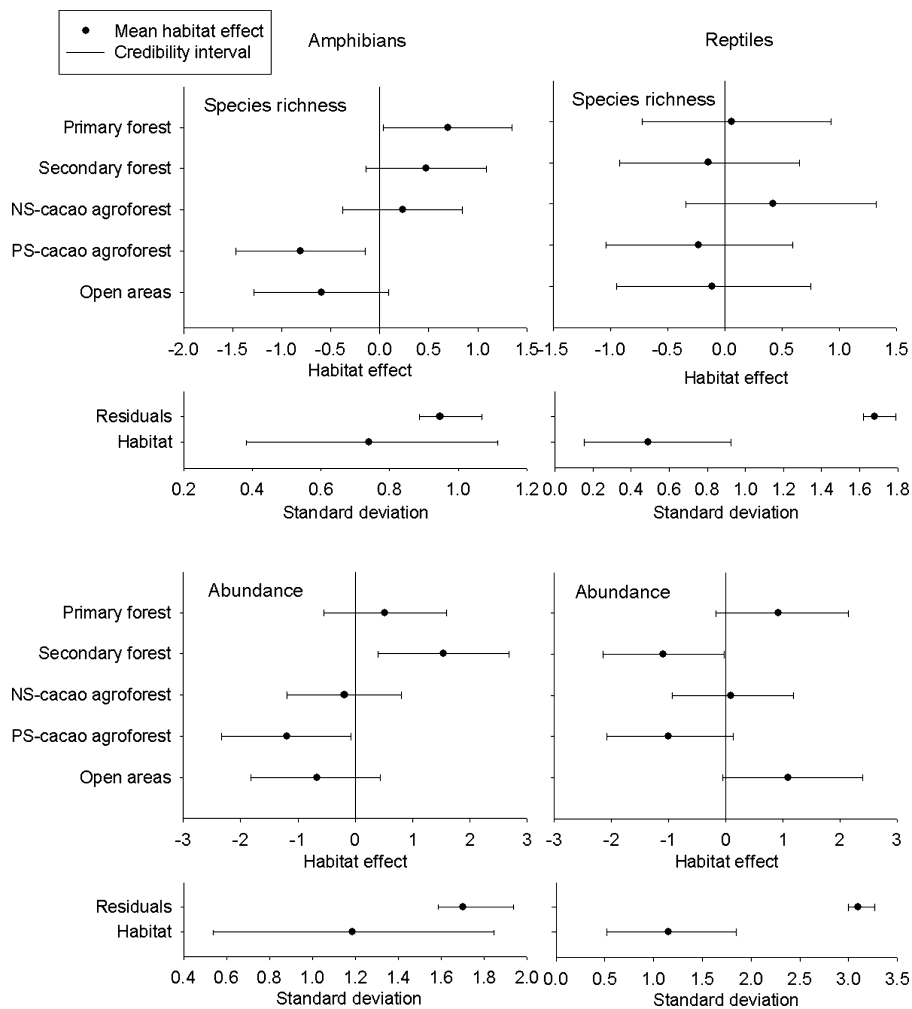 Mean habitat effect
Credibility interval
Amphibians
Reptiles
Species richness
Species richness
Primary forest
Secondary forest
NS-cacao agroforest
PS-cacao agroforest
Open areas
-2.0 -1.5 -1.0 -0.5 0.0 0.5 1.0 1.5
-1.5 -1.0 -0.5 0.0 0.5 1.0 1.5
Habitat effect
Habitat effect
Residuals
Habitat
0.2 0.4 0.6 0.8 1.0 1.2
0.0 0.2 0.4 0.6 0.8 1.0 1.2 1.4 1.6 1.8
Standard deviation
Standard deviation
Abundance
Abundance
Primary forest
Secondary forest
NS-cacao agroforest
PS-cacao agroforest
Open areas
-3 -2 -1 0 1 2 3
-3 -2 -1 0 1 2 3
Habitat effect
Habitat effect
Residuals
Habitat
0.4 0.6 0.8 1.0 1.2 1.4 1.6 1.8 2.0
0.0 0.5 1.0 1.5 2.0 2.5 3.0 3.5
Standard deviation
Standard deviation